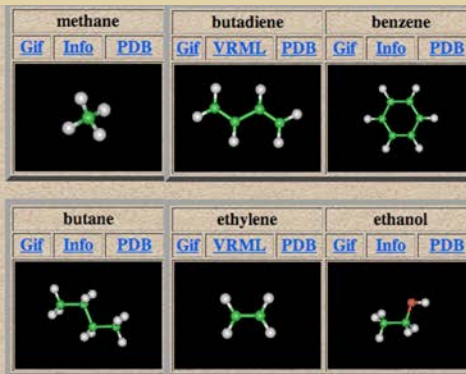 methane butadiene benzene
Gif Info PDB Gif VRML PDB Gif Info PDB
butane ethylene ethanol
Gif Info PDB Gif VRML PDB Gif Info PDB